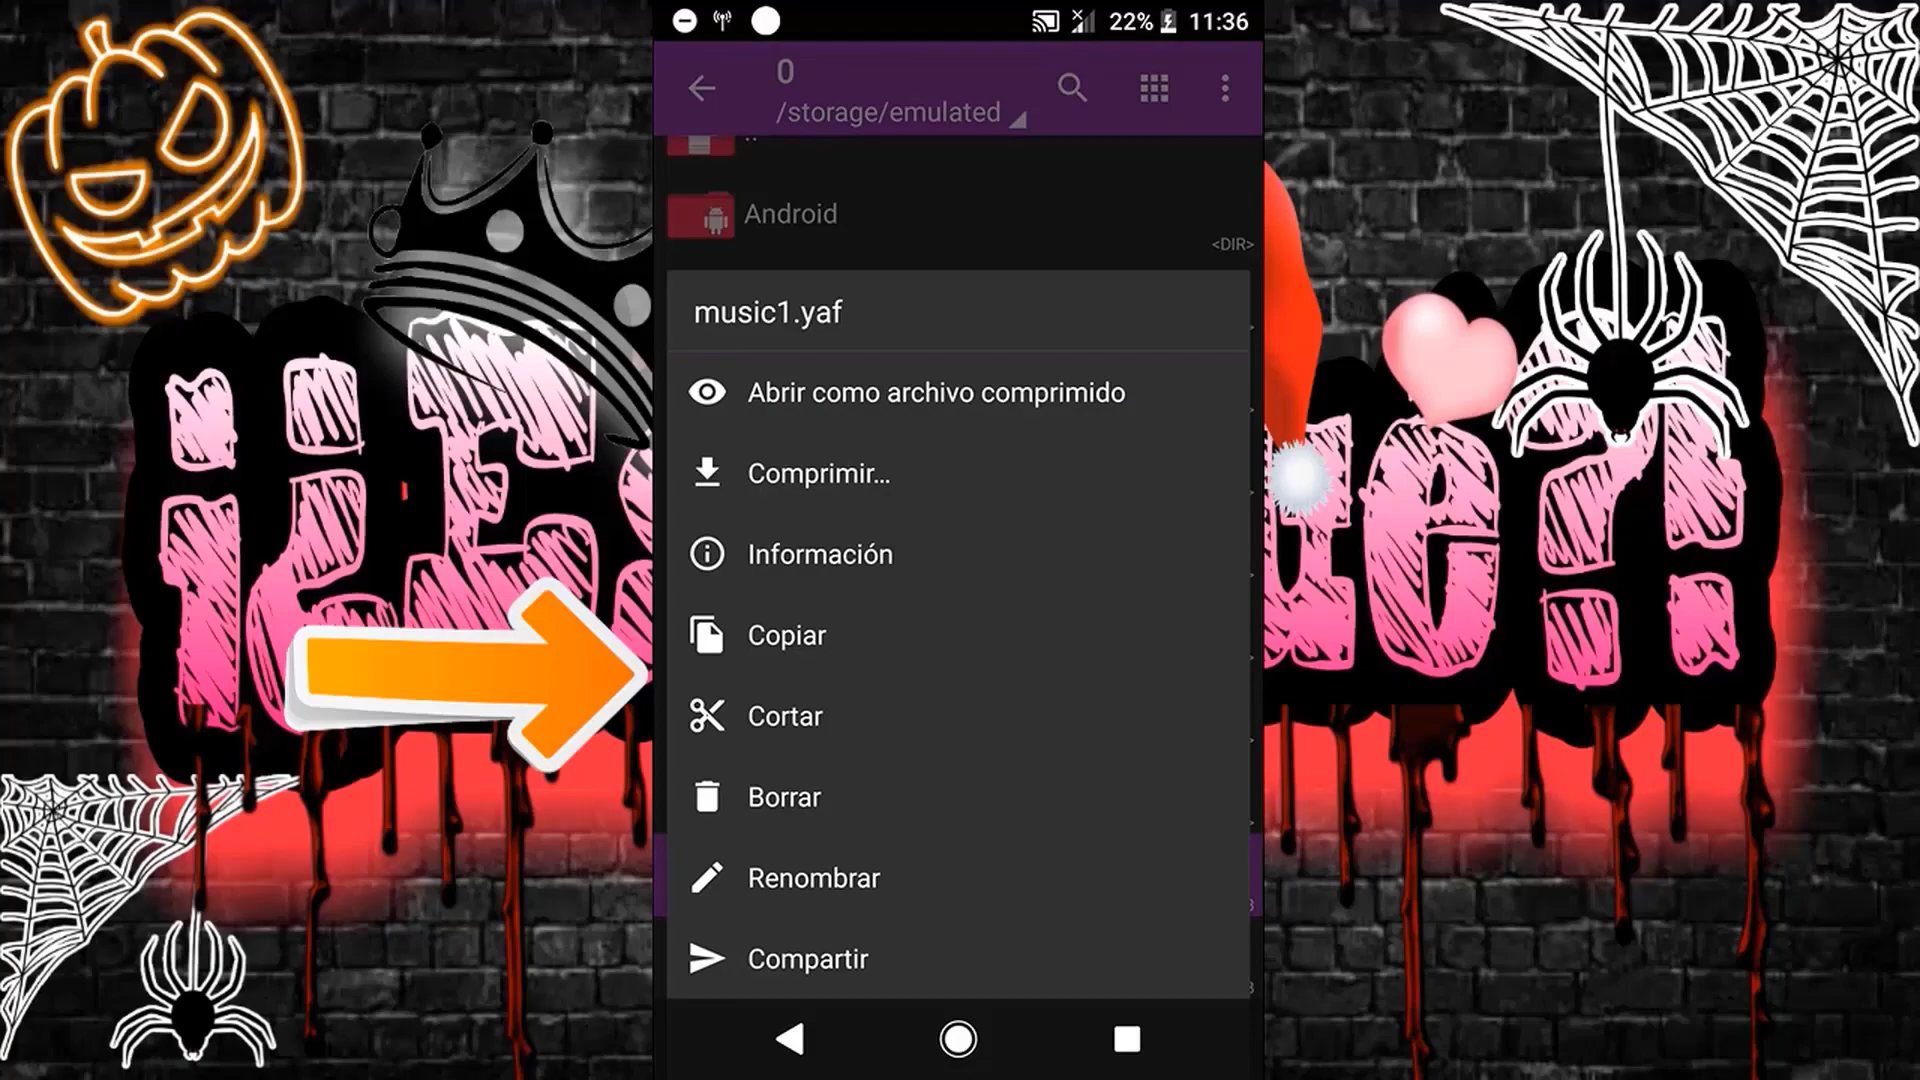 22% 11:36
0
/storage/emulated
..
Android
<DIR>
music1.yaf
Abrir como archivo comprimido
Comprimir...
Información
Copiar
Cortar
Borrar
Renombrar
Compartir